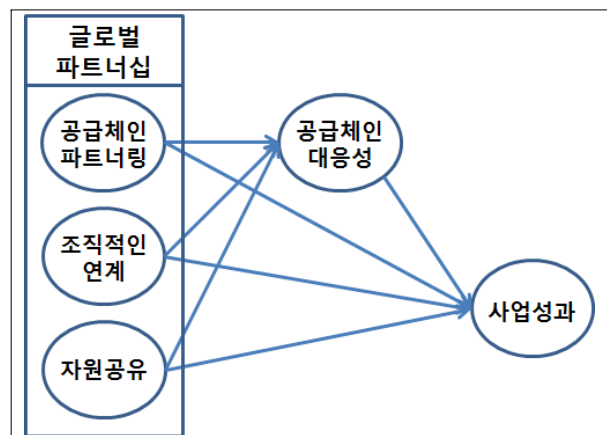 글로벌
파트너십
공급체인
파트너링
공급체인
대응성
조직적인
연계
사업성과
자원공유